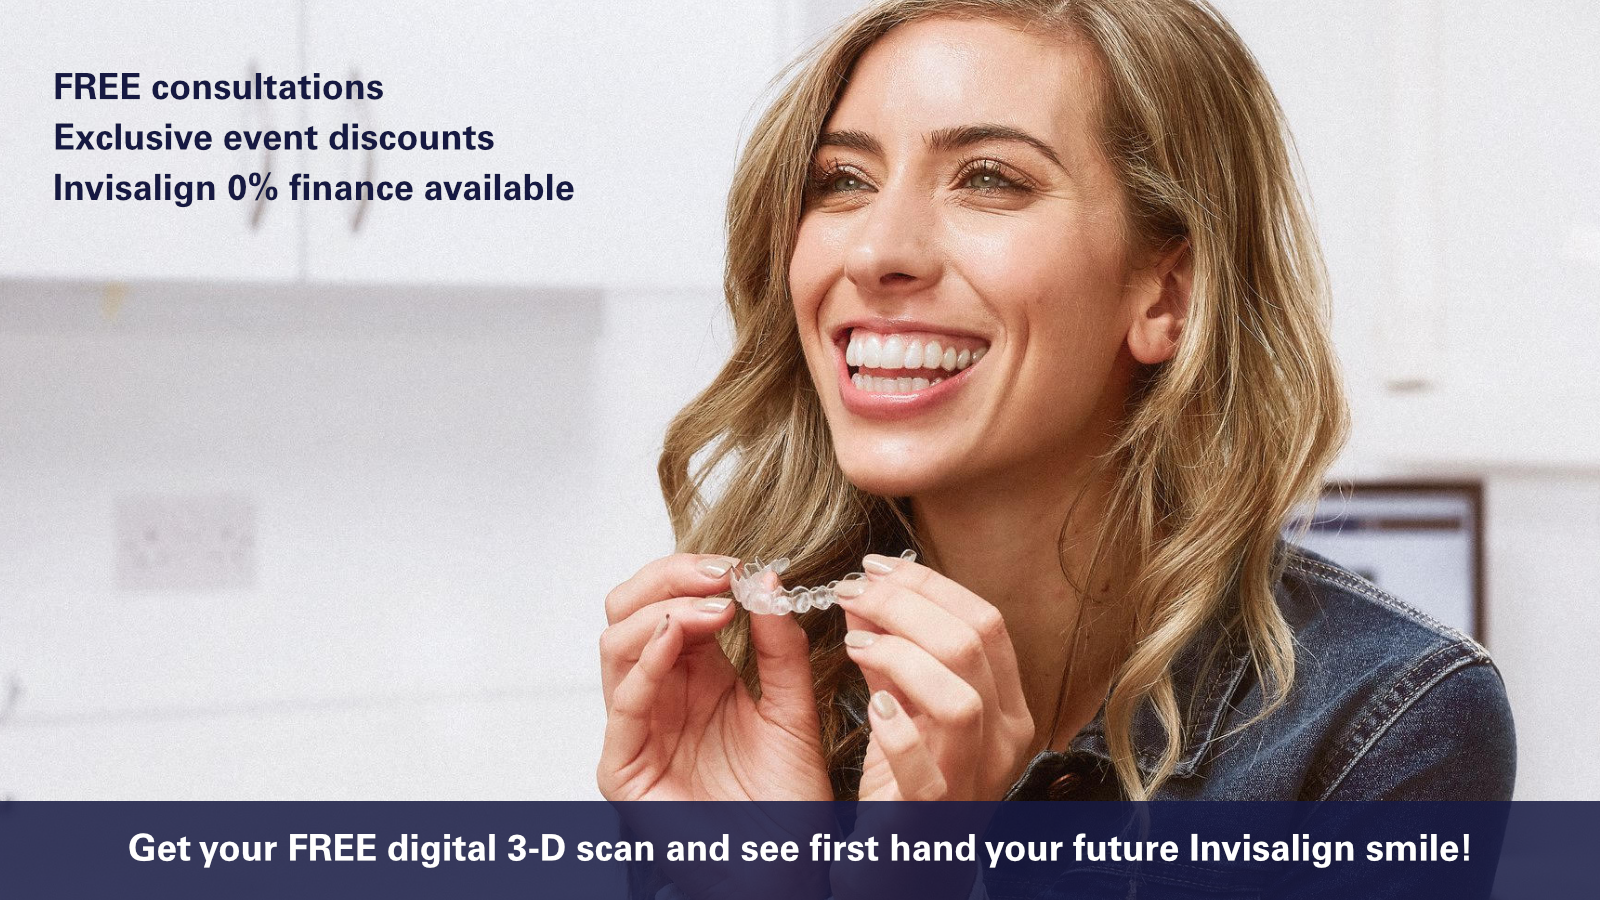 FREE consultations
Exclusive event discounts
Invisalign 0% finance available
Get your FREE digital 3-D scan and see first hand your future Invisalign smile!